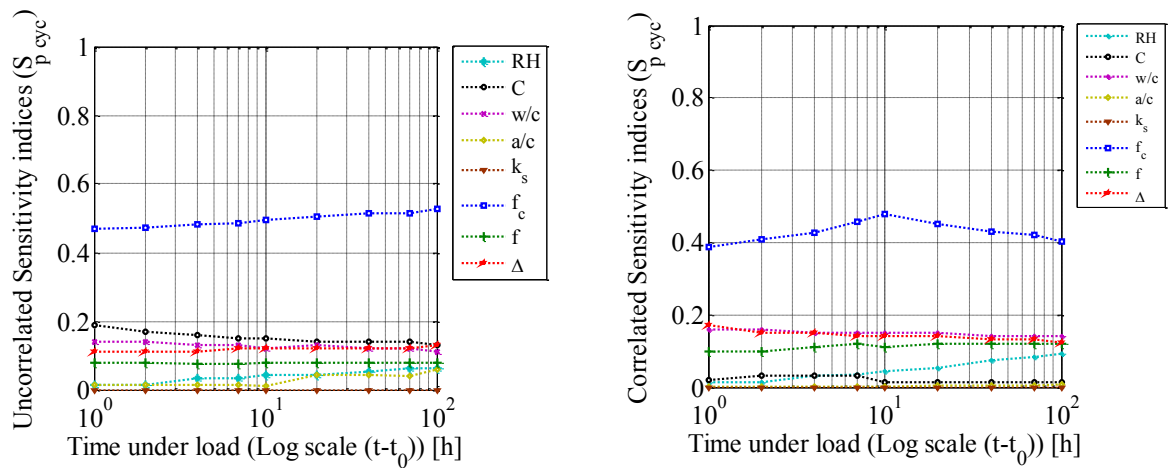 Uncorrelated Sensitivity indices (S_{p cyc})
1
0.8
0.6
0.4
0.2
0
10^0
10^1
10^2
Time under load (Log scale (t-t_0)) [h]
RH
C
w/c
a/c
k_s
f_c
f
Δ
Correlated Sensitivity indices (S_{p cyc})
1
0.8
0.6
0.4
0.2
0
10^0
10^1
10^2
Time under load (Log scale (t-t_0)) [h]
RH
C
w/c
a/c
k_s
f_c
f
Δ